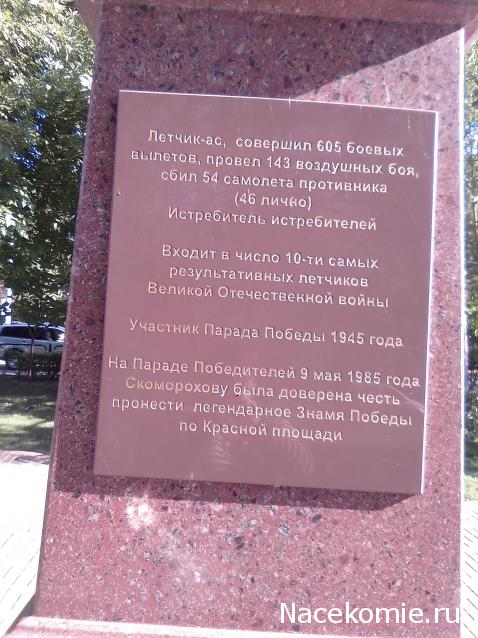 Летчик-ас, совершил 605 боевых
вылетов, провел 143 воздушных боя,
сбил 54 самолета противника
(46 лично)
Истребитель истребителей
Входит в число 10-ти самых
результативных летчиков
Великой Отечественной войны
Участник Парада Победы 1945 года
На Параде Победителей 9 мая 1985 года
Скоморохову была доверена честь
пронести легендарное Знамя Победы
по Красной площади
Nacekomie.ru